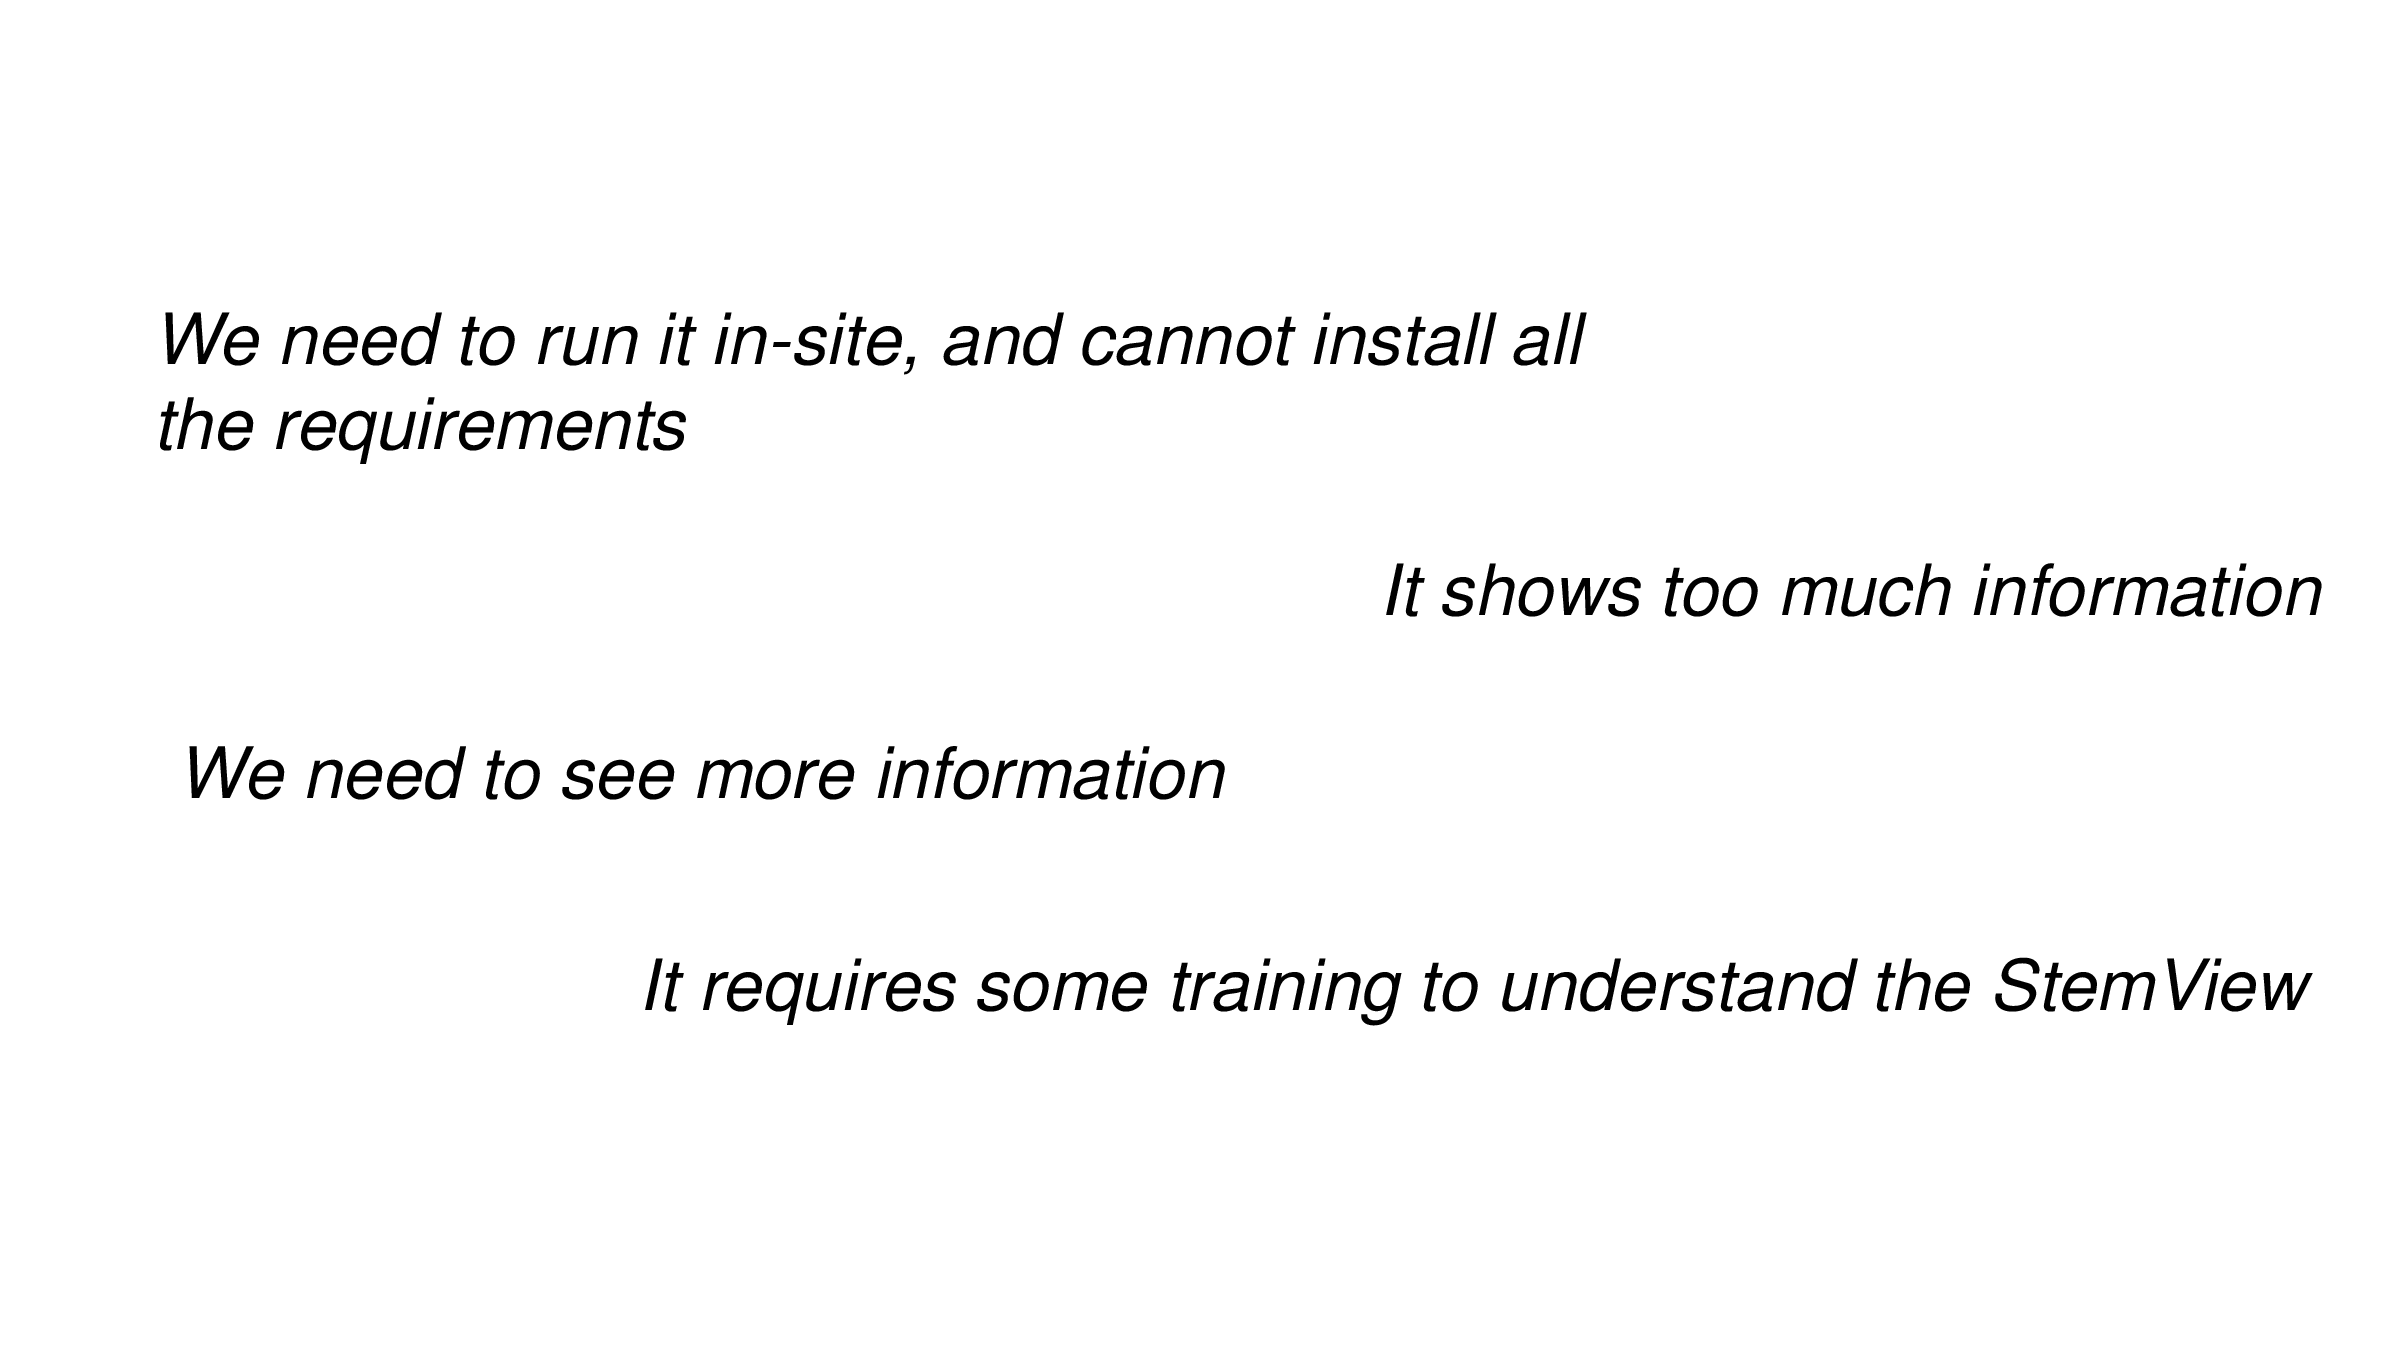 We need to run it in-site, and cannot install all
the requirements
It shows too much information
We need to see more information
It requires some training to understand the StemView